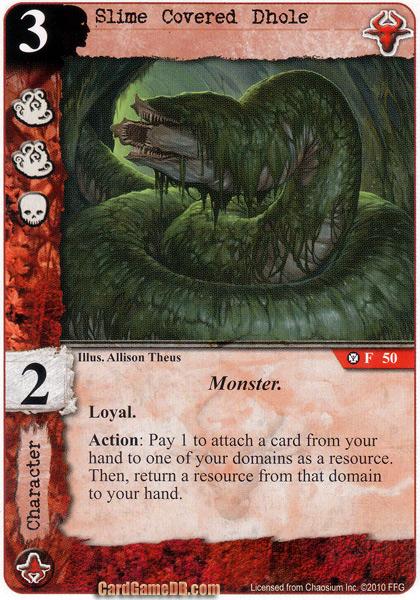 3
Slime Covered Dhole
Illus. Allison Theus
F 50
2
Monster.
Loyal.
Action: Pay 1 to attach a card from your
hand to one of your domains as a resource.
Then, return a resource from that domain
to your hand.
Character
CardGameDB.com
Licensed from Chaosium Inc. ©2010 FFG